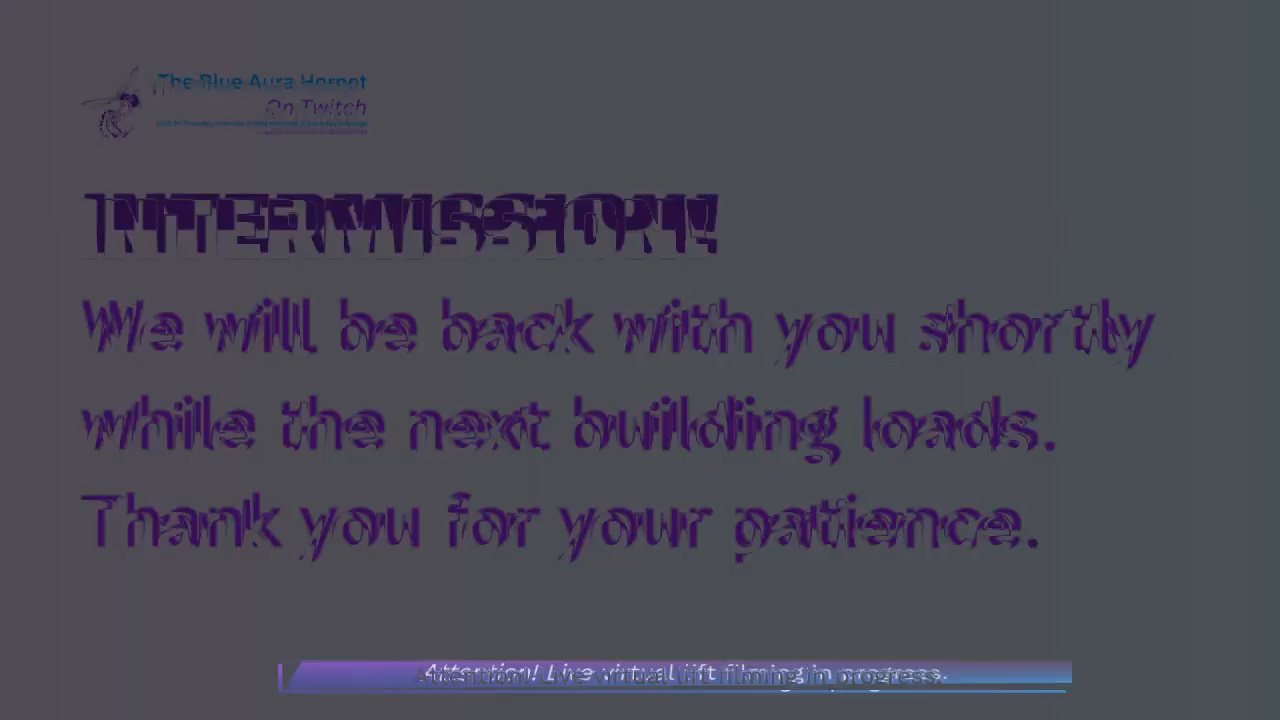 The Blue Aura Hornet
On Twitch
INTERMISSION!
We will be back with you shortly
while the next building loads.
Thank you for your patience.
Attention! Live virtual lift filming in progress.